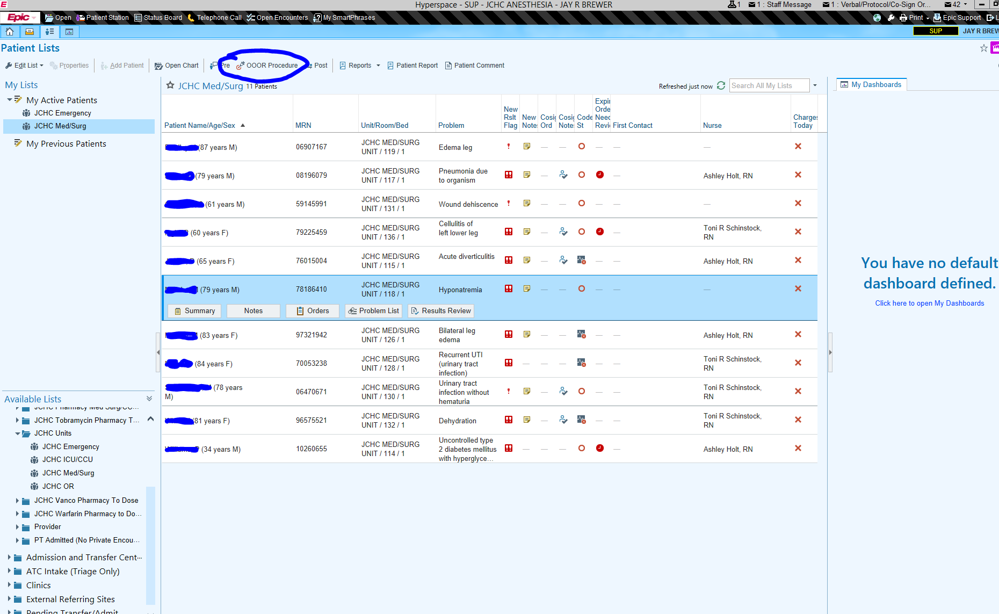 Hyperspace - SUP - JCHC ANESTHESIA - JAY R BREWER
1 1 : Staff Message 1 : Verbal/Protocol/Co-Sign Or... 42
Epic Open Patient Station Status Board Telephone Call Open Encounters My SmartPhrases Print Epic Support
SUP JAY R BREW
Patient Lists
Edit List Properties Add Patient Open Chart Pre OOOR Procedure Post Reports Patient Report Patient Comment
My Lists
My Active Patients
JCHC Emergency
JCHC Med/Surg
My Previous Patients
Available Lists
JCHC Pharmacy Med Surg/CC...
JCHC Tobramycin Pharmacy T...
JCHC Units
JCHC Emergency
JCHC ICU/CCU
JCHC Med/Surg
JCHC OR
JCHC Vanco Pharmacy To Dose
JCHC Warfarin Pharmacy to Do...
Provider
PT Admitted (No Private Encou...
Admission and Transfer Cent...
ATC Intake (Triage Only)
Clinics
External Referring Sites
Pending Transfer/Admit
JCHC Med/Surg 11 Patients
Refreshed just now Search All My Lists
Patient Name/Age/Sex MRN Unit/Room/Bed Problem New Rslt Flag New Notes Cosig Ord Cosig Notes Code St Expir Orde Need Revi First Contact Nurse Charges Today
(87 years M) 06907167 JCHC MED/SURG UNIT / 119 / 1 Edema leg — — — — —
(79 years M) 08196079 JCHC MED/SURG UNIT / 117 / 1 Pneumonia due to organism — — Ashley Holt, RN
(61 years M) 59145991 JCHC MED/SURG UNIT / 131 / 1 Wound dehiscence — — — — —
(60 years F) 79225459 JCHC MED/SURG UNIT / 136 / 1 Cellulitis of left lower leg — — Toni R Schinstock, RN
(65 years F) 76015004 JCHC MED/SURG UNIT / 115 / 1 Acute diverticulitis — — — Ashley Holt, RN
(79 years M) 78186410 JCHC MED/SURG UNIT / 118 / 1 Hyponatremia — — — — —
Summary Notes Orders Problem List Results Review
(83 years F) 97321942 JCHC MED/SURG UNIT / 126 / 1 Bilateral leg edema — — — — Ashley Holt, RN
(84 years F) 70053238 JCHC MED/SURG UNIT / 128 / 1 Recurrent UTI (urinary tract infection) — — — — — Toni R Schinstock, RN
(78 years M) 06470671 JCHC MED/SURG UNIT / 130 / 1 Urinary tract infection without hematuria — — — Toni R Schinstock, RN
(81 years F) 96575521 JCHC MED/SURG UNIT / 132 / 1 Dehydration — — — Toni R Schinstock, RN
(34 years M) 10260655 JCHC MED/SURG UNIT / 114 / 1 Uncontrolled type 2 diabetes mellitus with hyperglyce... — — — — Ashley Holt, RN
My Dashboards
You have no default
dashboard defined.
Click here to open My Dashboards